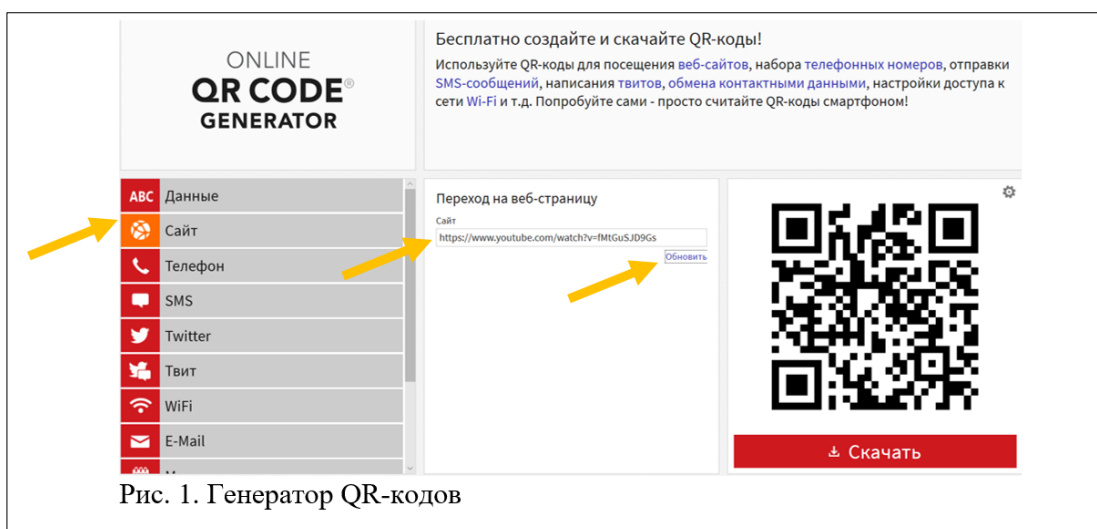 ONLINE
QR CODE®
GENERATOR
Бесплатно создайте и скачайте QR-коды!
Используйте QR-коды для посещения веб-сайтов, набора телефонных номеров, отправки
SMS-сообщений, написания твитов, обмена контактными данными, настройки доступа к
сети Wi-Fi и т.д. Попробуйте сами - просто считайте QR-коды смартфоном!
ABC Данные
Сайт
Телефон
SMS
Twitter
Твит
WiFi
E-Mail
Переход на веб-страницу
Сайт
https://www.youtube.com/watch?v=fMtGuSJD9Gs
Обновить
Скачать
Рис. 1. Генератор QR-кодов